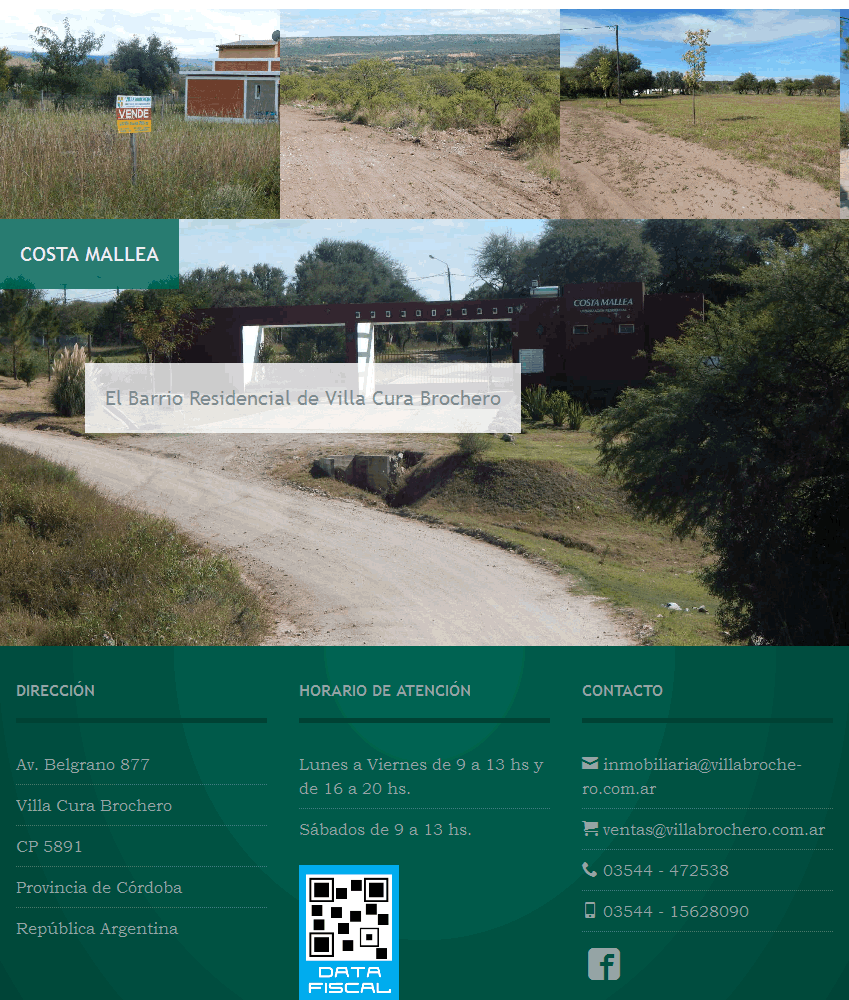 VENDE
COSTA MALLEA
COSTA MALLEA
El Barrio Residencial de Villa Cura Brochero
DIRECCIÓN
Av. Belgrano 877
Villa Cura Brochero
CP 5891
Provincia de Córdoba
República Argentina
HORARIO DE ATENCIÓN
Lunes a Viernes de 9 a 13 hs y
de 16 a 20 hs.
Sábados de 9 a 13 hs.
DATA
FISCAL
CONTACTO
inmobiliaria@villabroche-
ro.com.ar
ventas@villabrochero.com.ar
03544 - 472538
03544 - 15628090